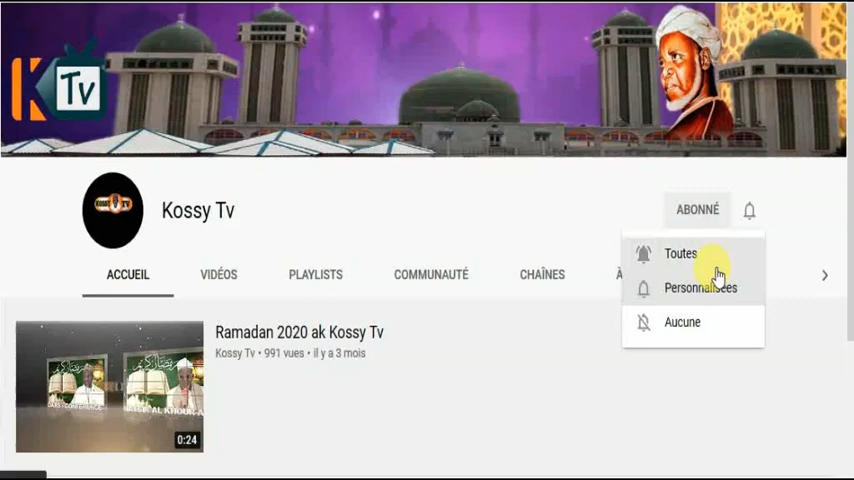 K Tv
Kossy Tv
ABONNÉ
Toutes
Personnalisées
Aucune
ACCUEIL
VIDÉOS
PLAYLISTS
COMMUNAUTÉ
CHAÎNES
À
Ramadan 2020 ak Kossy Tv
Kossy Tv • 991 vues • il y a 3 mois
0:24